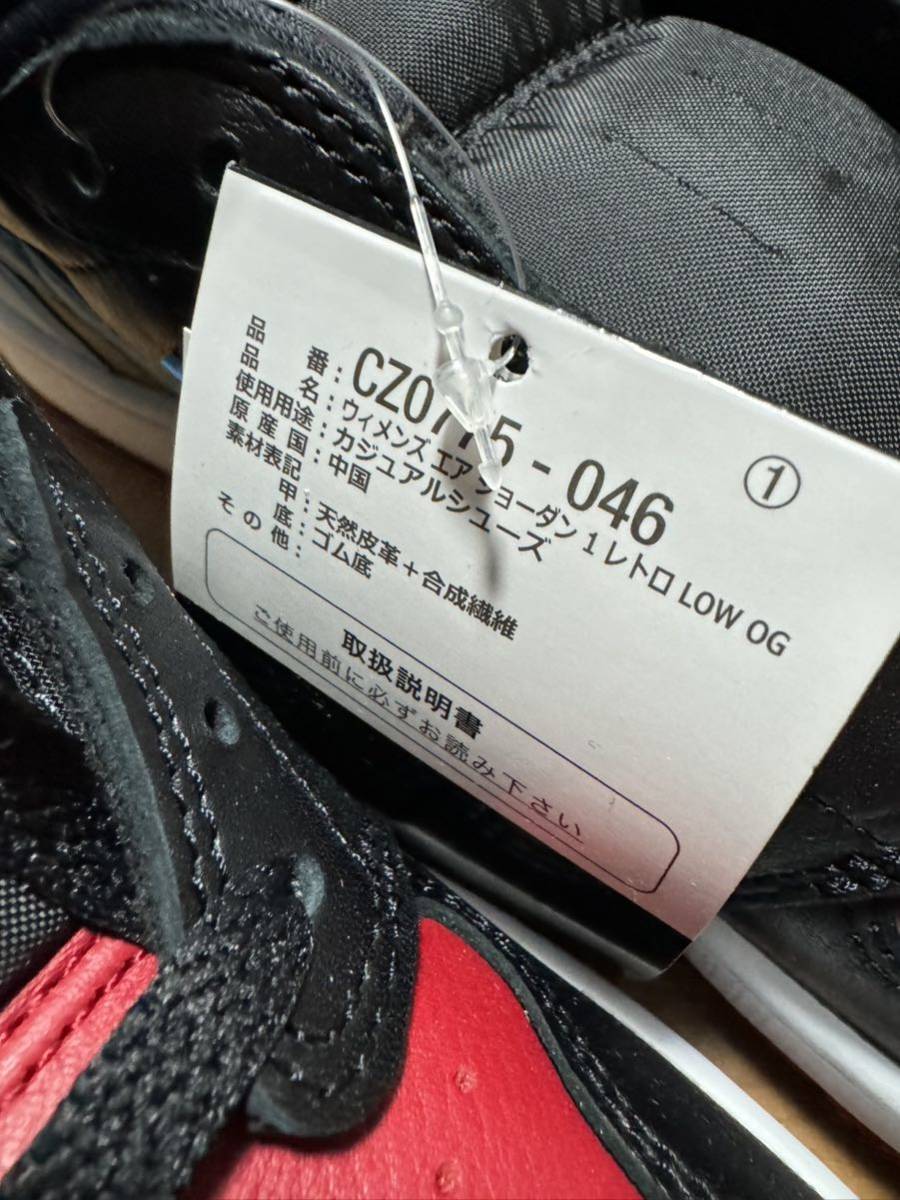 ①
品番：CZ0775 - 046
品名：ウィメンズ エア ジョーダン 1 レトロ LOW OG
使用用途：カジュアルシューズ
原産国：中国
素材表記
甲：天然皮革＋合成繊維
底：ゴム底
その他：
取扱説明書
ご使用前に必ずお読み下さい